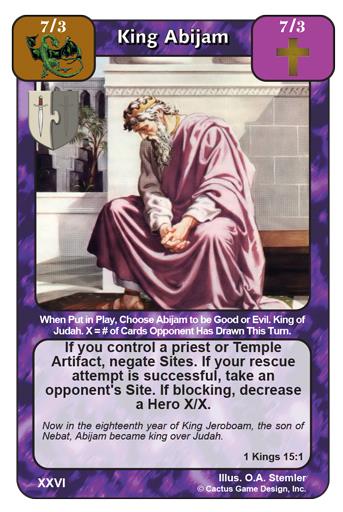 7/3
King Abijam
7/3
When Put in Play, Choose Abijam to be Good or Evil. King of
Judah. X = # of Cards Opponent Has Drawn This Turn.
If you control a priest or Temple
Artifact, negate Sites. If your rescue
attempt is successful, take an
opponent's Site. If blocking, decrease
a Hero X/X.
Now in the eighteenth year of King Jeroboam, the son of
Nebat, Abijam became king over Judah.
1 Kings 15:1
XXVI
Illus. O.A. Stemler
© Cactus Game Design, Inc.